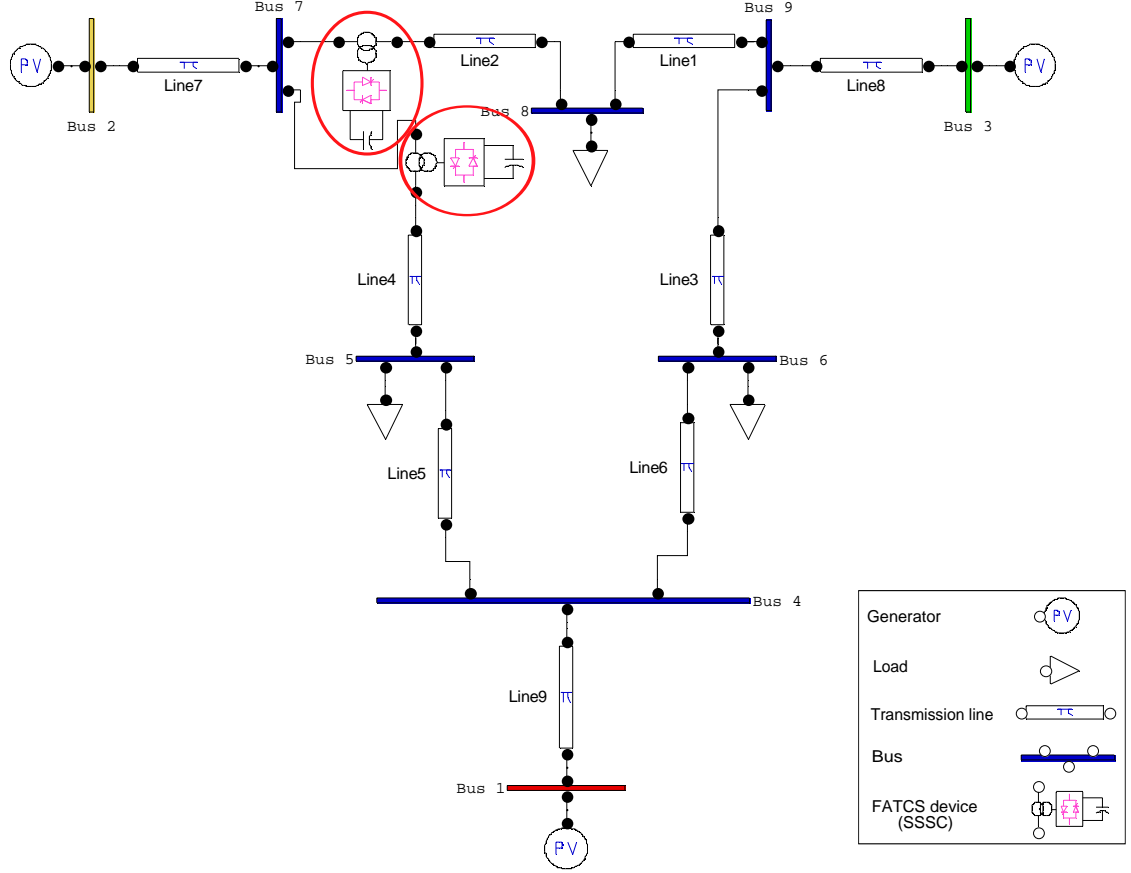 Bus 7
Bus 9
PV
Line7
Bus 2
π
π
Line2
π
Line1
π
Line8
PV
Bus 3
Bus 8
Line4
π
Line3
π
Bus 5
Bus 6
Line5
π
Line6
π
Bus 4
Line9
π
Bus 1
PV
Generator
PV
Load
Transmission line
π
Bus
FATCS device
(SSSC)